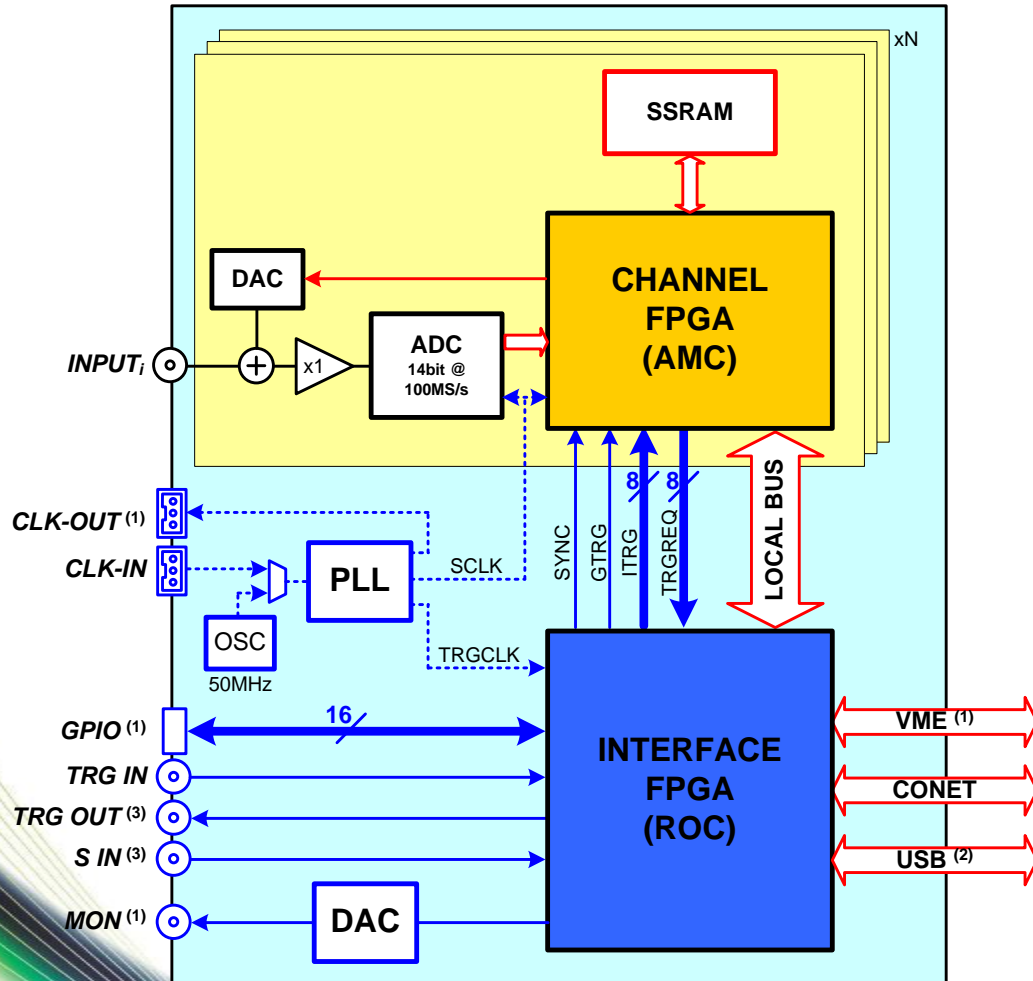 xN
SSRAM
DAC
CHANNEL
FPGA
(AMC)
INPUTi
+
x1
ADC
14bit @
100MS/s
CLK-OUT (1)
CLK-IN
PLL
SCLK
OSC
50MHz
TRGCLK
SYNC
GTRG
ITRG
8
TRGREQ
8
LOCAL BUS
GPIO (1)
16
TRG IN
TRG OUT (3)
S IN (3)
MON (1)
DAC
INTERFACE
FPGA
(ROC)
VME (1)
CONET
USB (2)